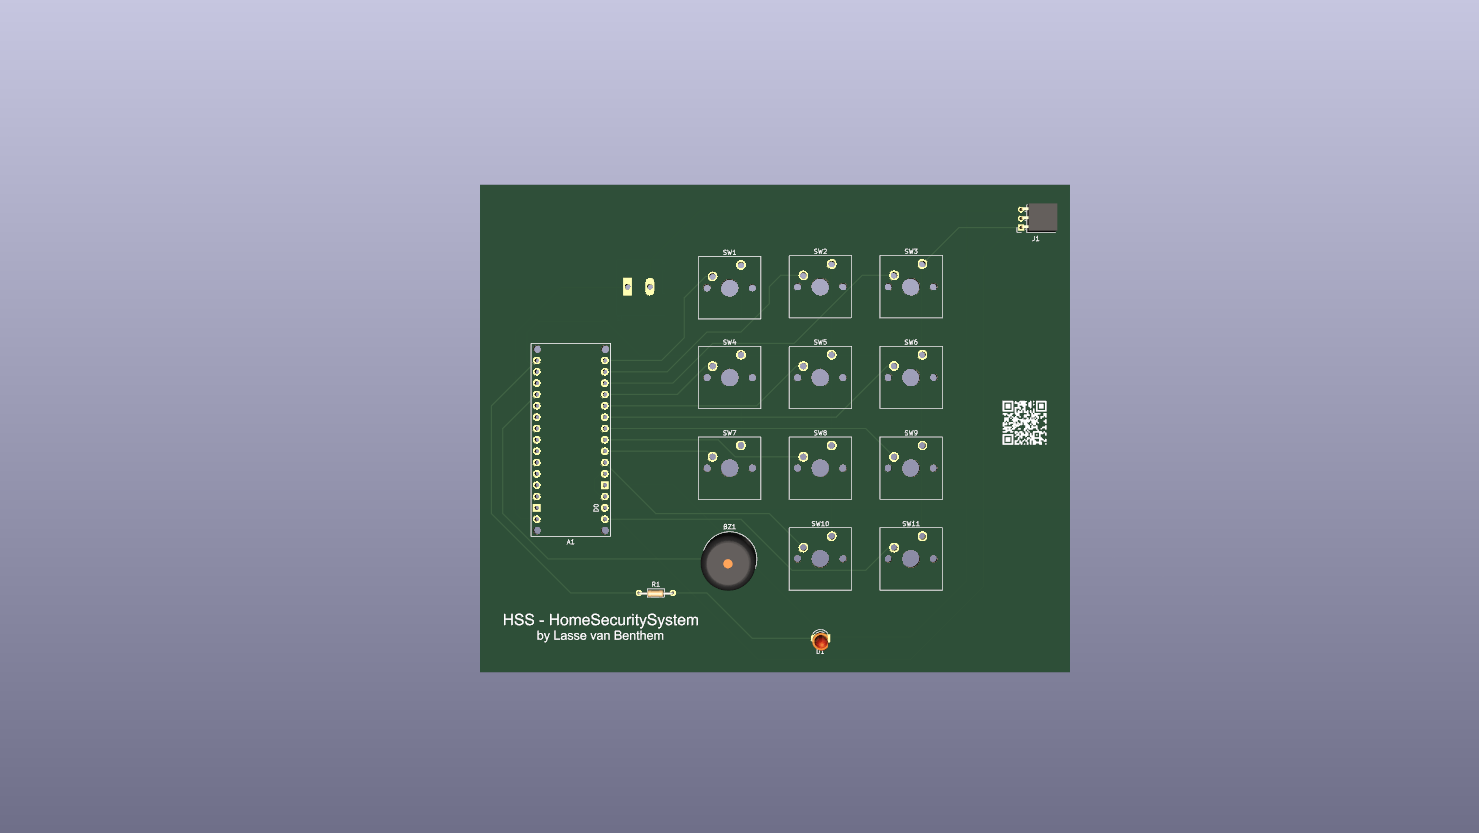 J1
SW1
SW2
SW3
SW4
SW5
SW6
SW7
SW8
SW9
D0
A1
BZ1
SW10
SW11
R1
HSS - HomeSecuritySystem
by Lasse van Benthem
D1